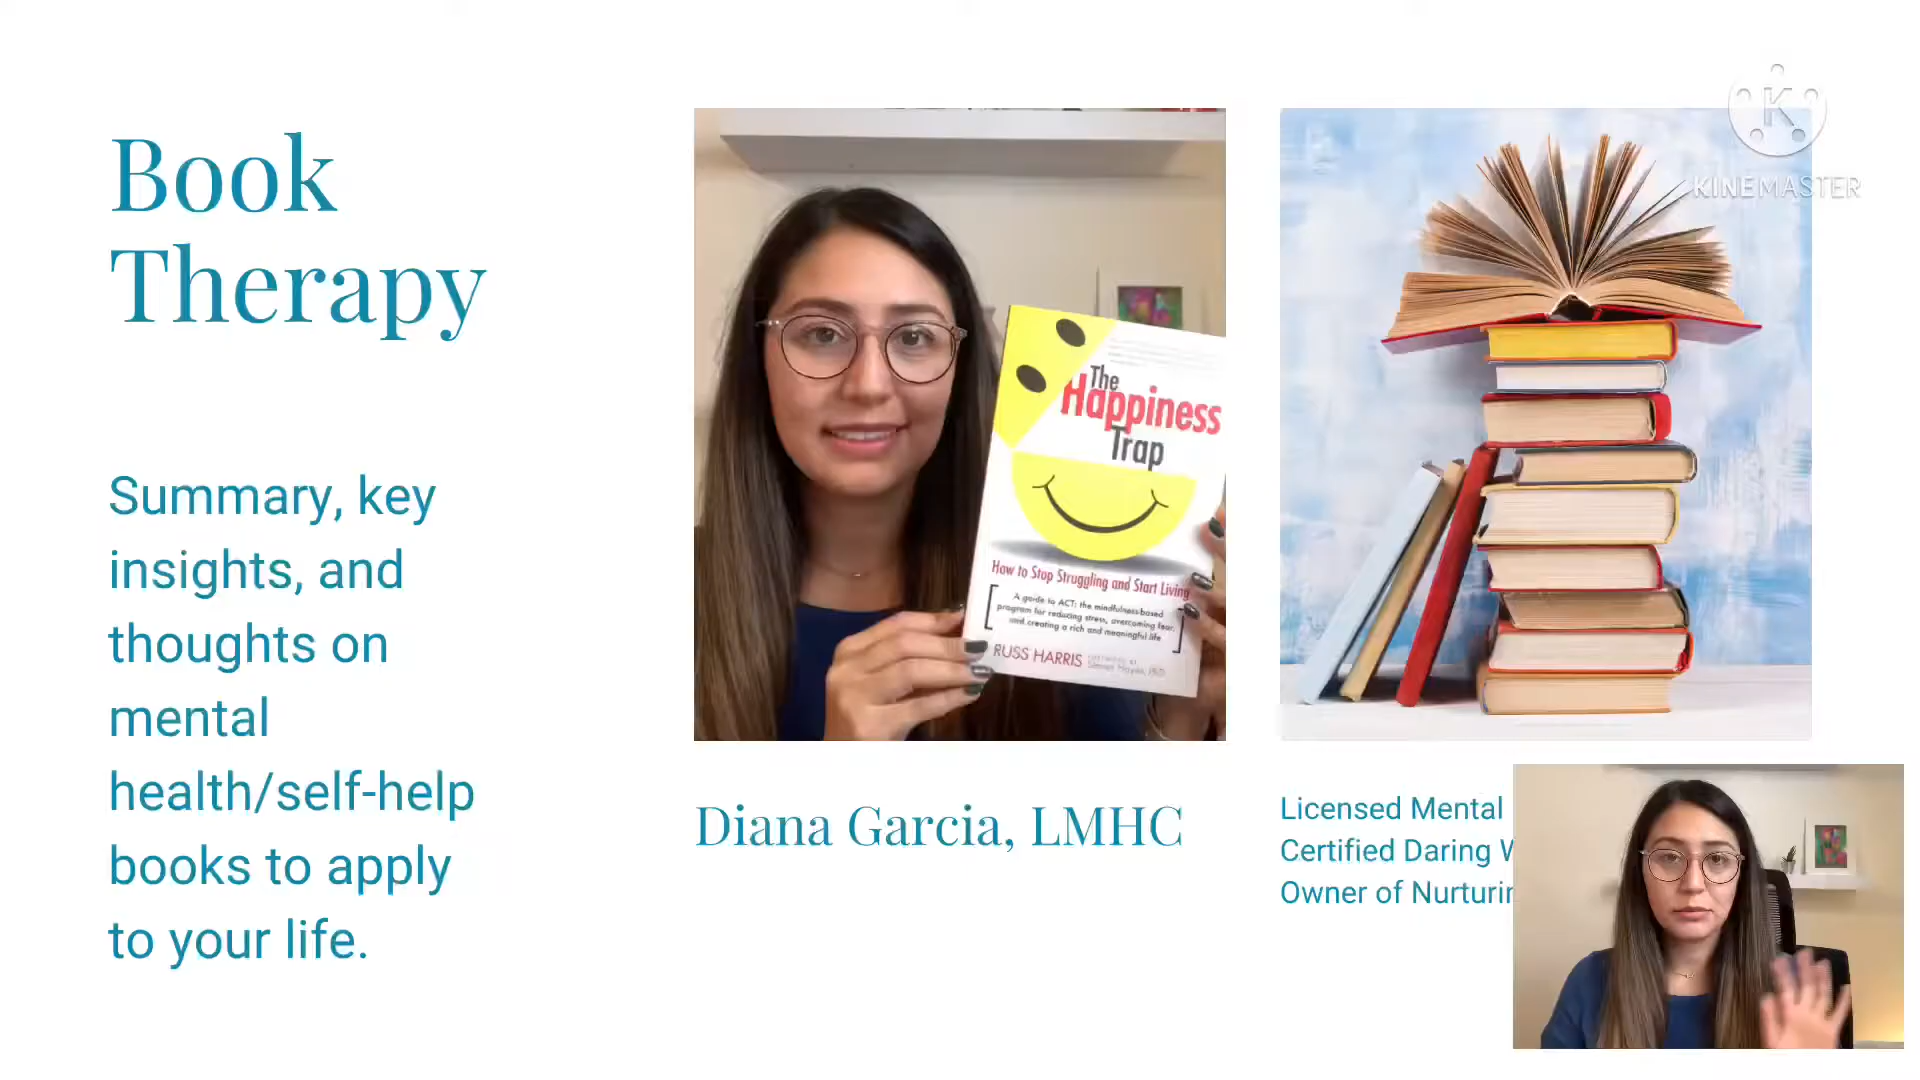 Book
Therapy
Summary, key
insights, and
thoughts on
mental
health/self-help
books to apply
to your life.
The
Happiness
Trap
How to Stop Struggling and Start Living
A guide to ACT: the mindfulness-based
program for reducing stress, overcoming fear,
and creating a rich and meaningful life
RUSS HARRIS
Diana Garcia, LMHC
K
KINEMASTER
Licensed Mental
Certified Daring W
Owner of Nurturin